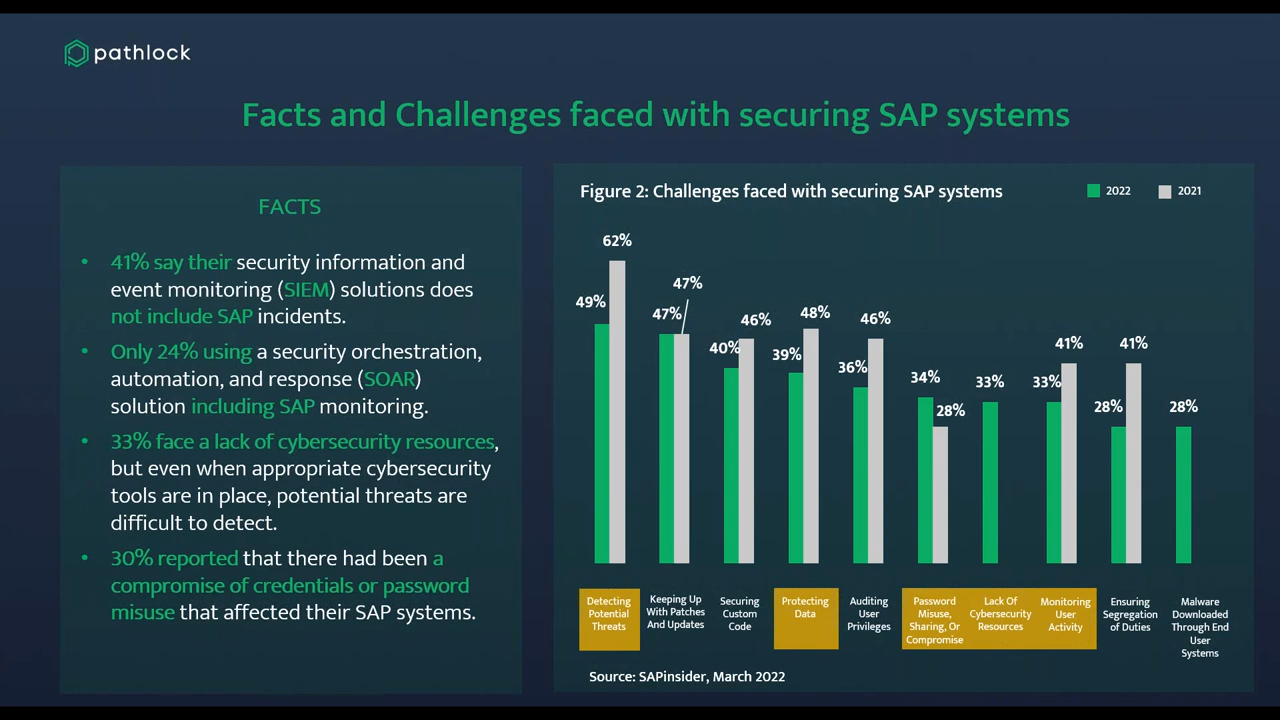 pathlock
Facts and Challenges faced with securing SAP systems
FACTS
• 41% say their security information and
event monitoring (SIEM) solutions does
not include SAP incidents.
• Only 24% using a security orchestration,
automation, and response (SOAR)
solution including SAP monitoring.
• 33% face a lack of cybersecurity resources,
but even when appropriate cybersecurity
tools are in place, potential threats are
difficult to detect.
• 30% reported that there had been a
compromise of credentials or password
misuse that affected their SAP systems.
Figure 2: Challenges faced with securing SAP systems
2022
2021
49%
62%
47%
47%
40%
46%
39%
48%
36%
46%
34%
28%
33%
33%
41%
28%
41%
28%
Detecting
Potential
Threats
Keeping Up
With Patches
And Updates
Securing
Custom
Code
Protecting
Data
Auditing
User
Privileges
Password
Misuse,
Sharing, Or
Compromise
Lack Of
Cybersecurity
Resources
Monitoring
User
Activity
Ensuring
Segregation
of Duties
Malware
Downloaded
Through End
User
Systems
Source: SAPinsider, March 2022